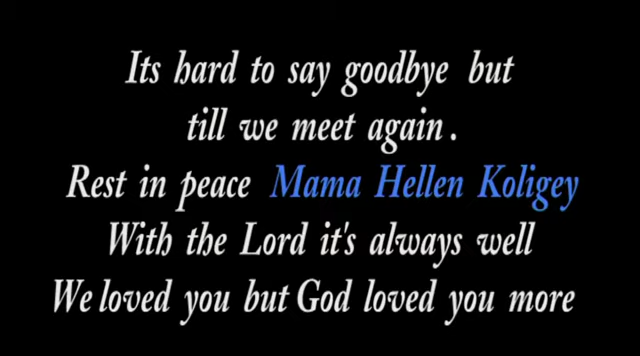 Its hard to say goodbye but
till we meet again.
Rest in peace Mama Hellen Koligey
With the Lord it's always well
We loved you but God loved you more